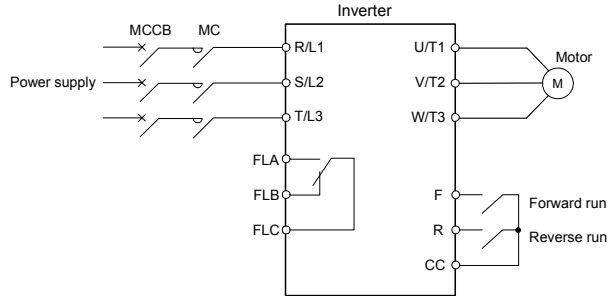 Inverter
MCCB MC
R/L1 U/T1
Motor
Power supply S/L2 V/T2 M
T/L3 W/T3
FLA
FLB F Forward run
FLC R Reverse run
CC